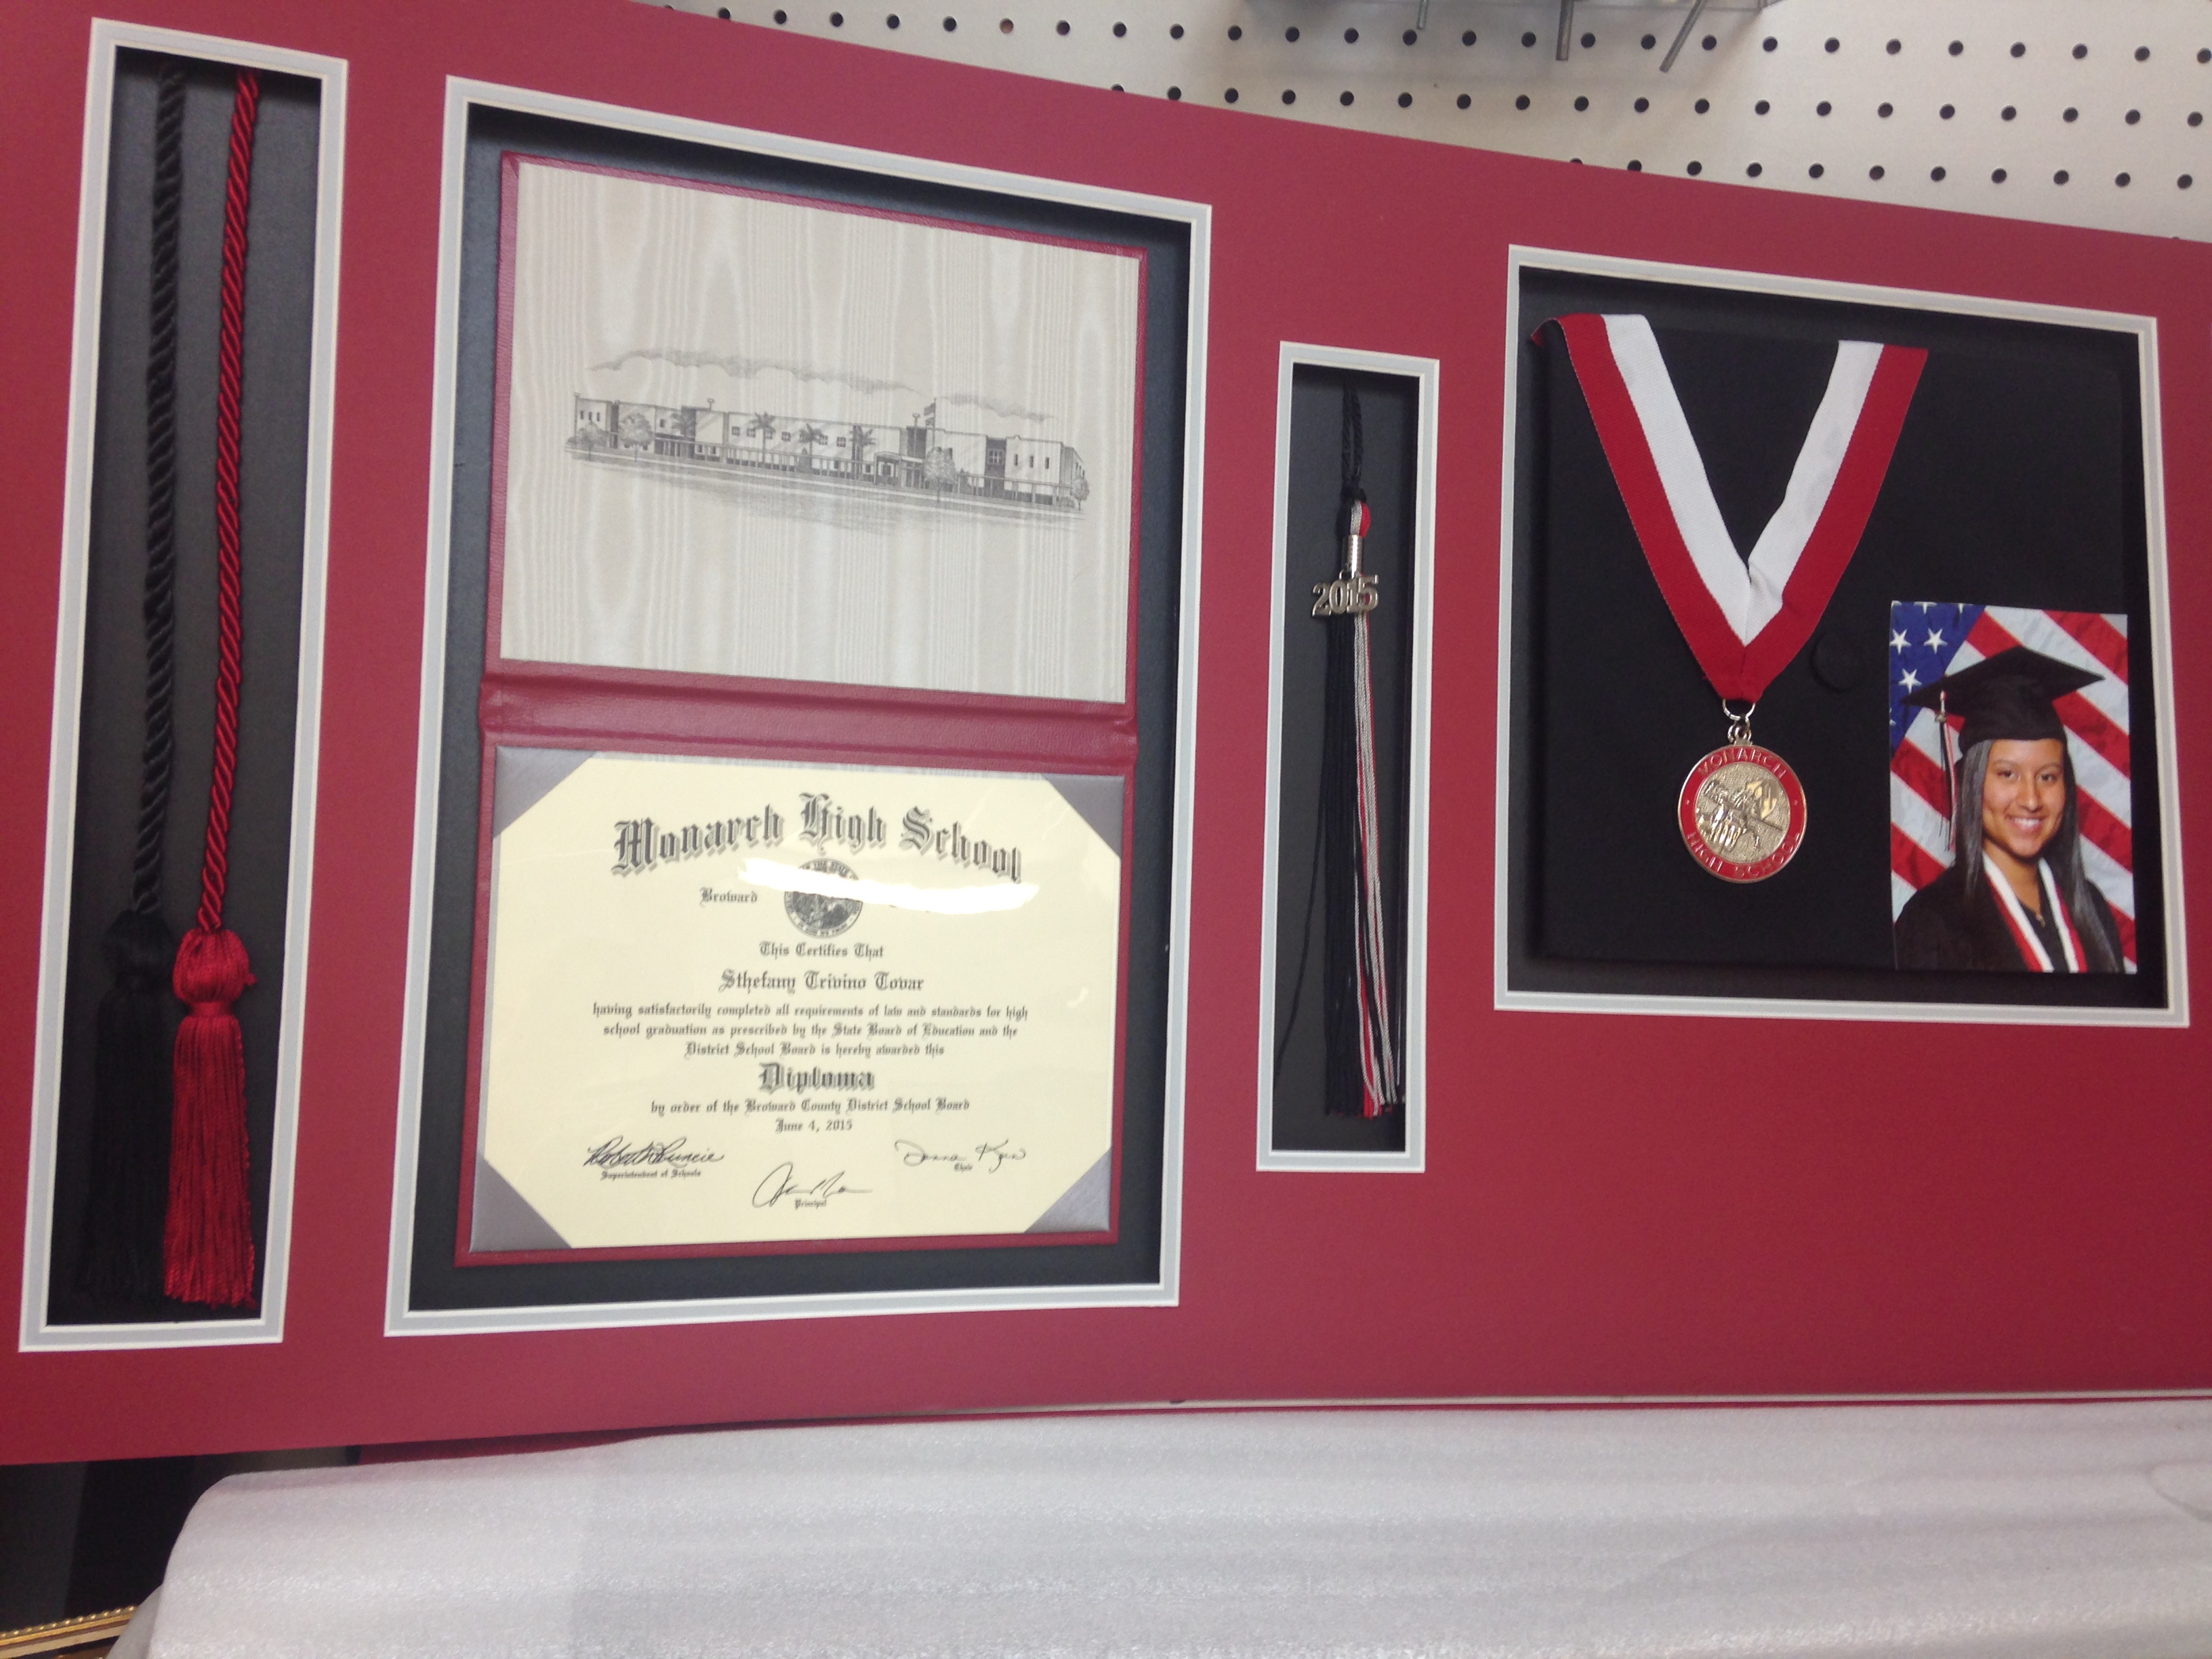 Monarch High School
Broward
This Certifies That
Sthefany Trivino Tovar
having satisfactorily completed all requirements of law and standards for high
school graduation as prescribed by the State Board of Education and the
District School Board is hereby awarded this
Diploma
by order of the Broward County District School Board
June 4, 2015
Superintendent of Schools
Chair
Principal
2015
MONARCH
HIGH SCHOOL